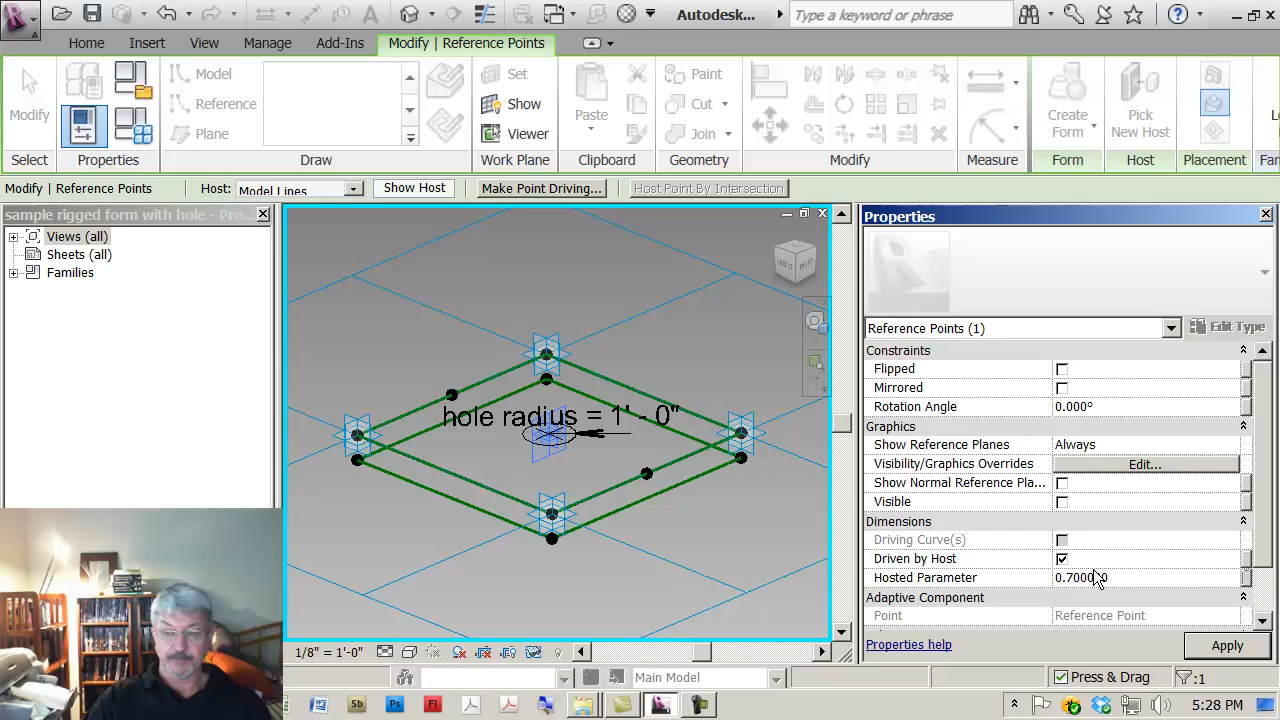 Autodesk...
Type a keyword or phrase
Home
Insert
View
Manage
Add-Ins
Modify | Reference Points
Modify
Model
Reference
Plane
Set
Show
Viewer
Paste
Paint
Cut
Join
Create
Form
Pick
New Host
Select
Properties
Draw
Work Plane
Clipboard
Geometry
Modify
Measure
Form
Host
Placement
Modify | Reference Points
Host:
Model Lines
Show Host
Make Point Driving...
Host Point By Intersection
sample rigged form with hole - Pro...
Views (all)
Sheets (all)
Families
FRONT
RIGHT
hole radius = 1' - 0"
Properties
Reference Points (1)
Edit Type
Constraints
Flipped
Mirrored
Rotation Angle 0.000°
Graphics
Show Reference Planes Always
Visibility/Graphics Overrides Edit...
Show Normal Reference Pla...
Visible
Dimensions
Driving Curve(s)
Driven by Host
Hosted Parameter
Adaptive Component
Point Reference Point
Properties help
Apply
1/8" = 1'-0"
Main Model
Press & Drag
:1
Sb
Ps
Fl
5:28 PM